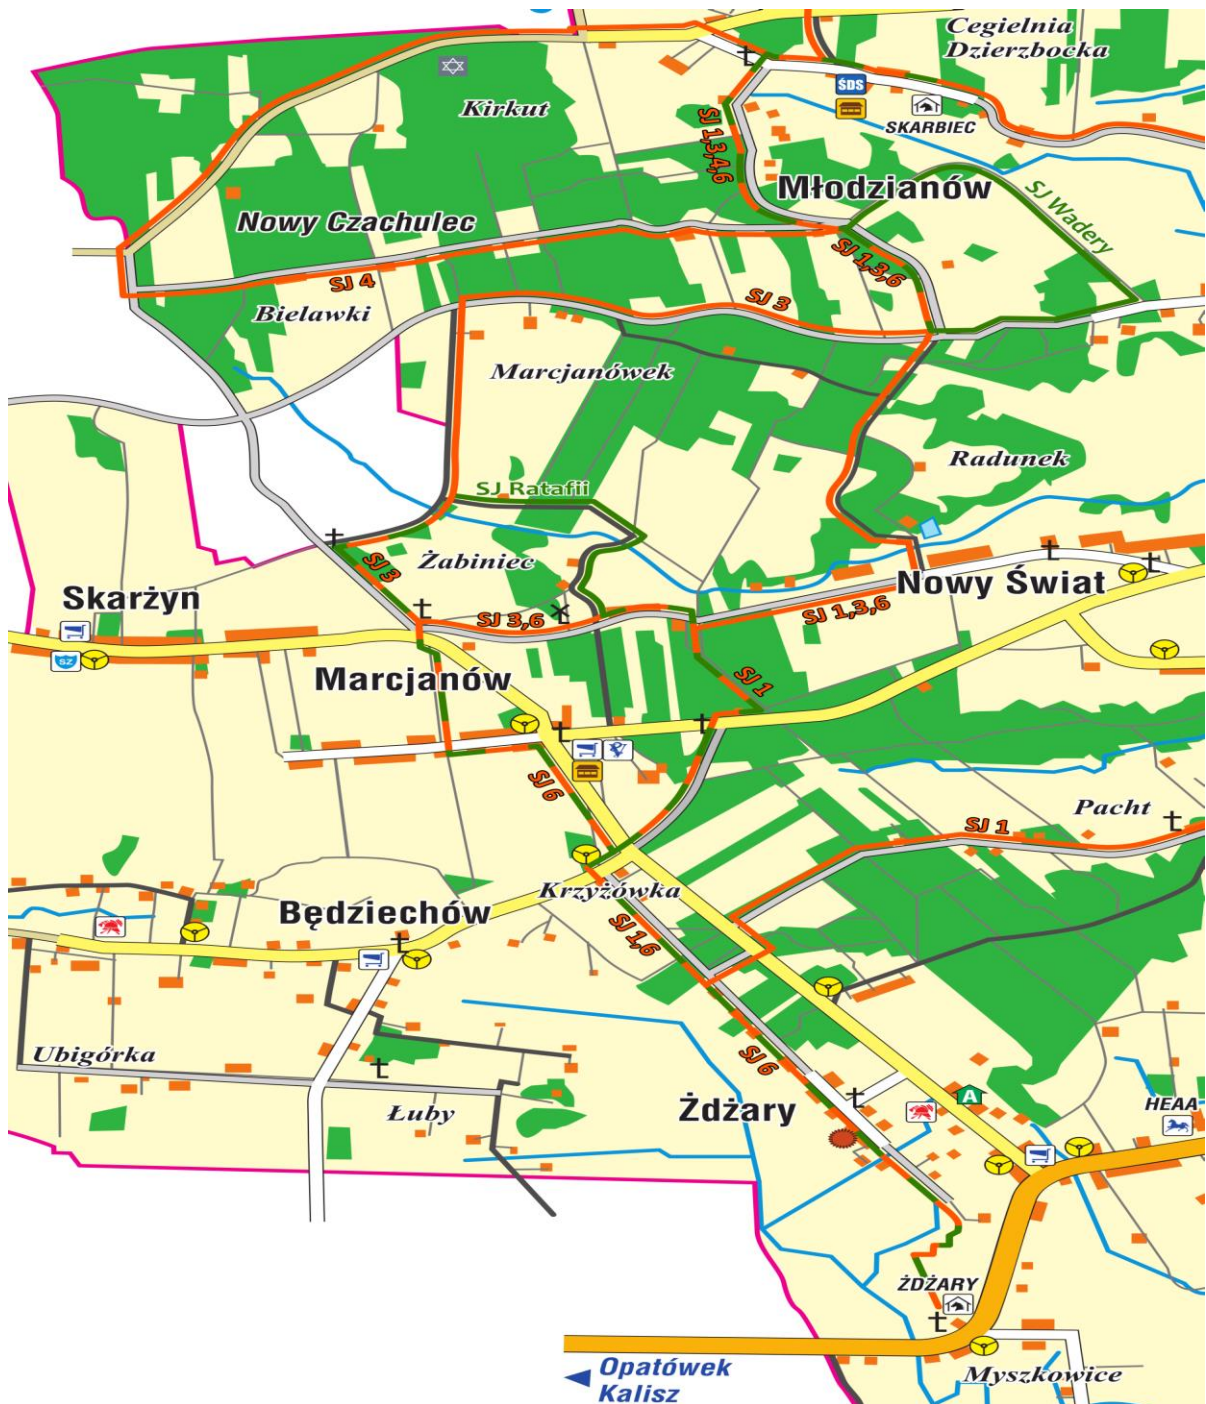 Cegielnia
Dzierzbocka
Kirkut
ŚDS
SKARBIEC
SJ 1,3,4,6
Młodzianów
SJ Wadery
Nowy Czachulec
SJ 1,3,6
SJ 4
SJ 3
Bielawki
Marcjanówek
Radunek
SJ Ratafii
SJ 3
Żabiniec
Nowy Świat
Skarżyn
SJ 3,6
SJ 1,3,6
SZ
Marcjanów
SJ 1
SJ 6
Pacht
SJ 1
Krzyżówka
Będziechów
SJ 1,6
Ubigórka
SJ 6
Łuby
Żdżary
A
HEAA
ŻDŻARY
Opatówek
Kalisz
Myszkowice